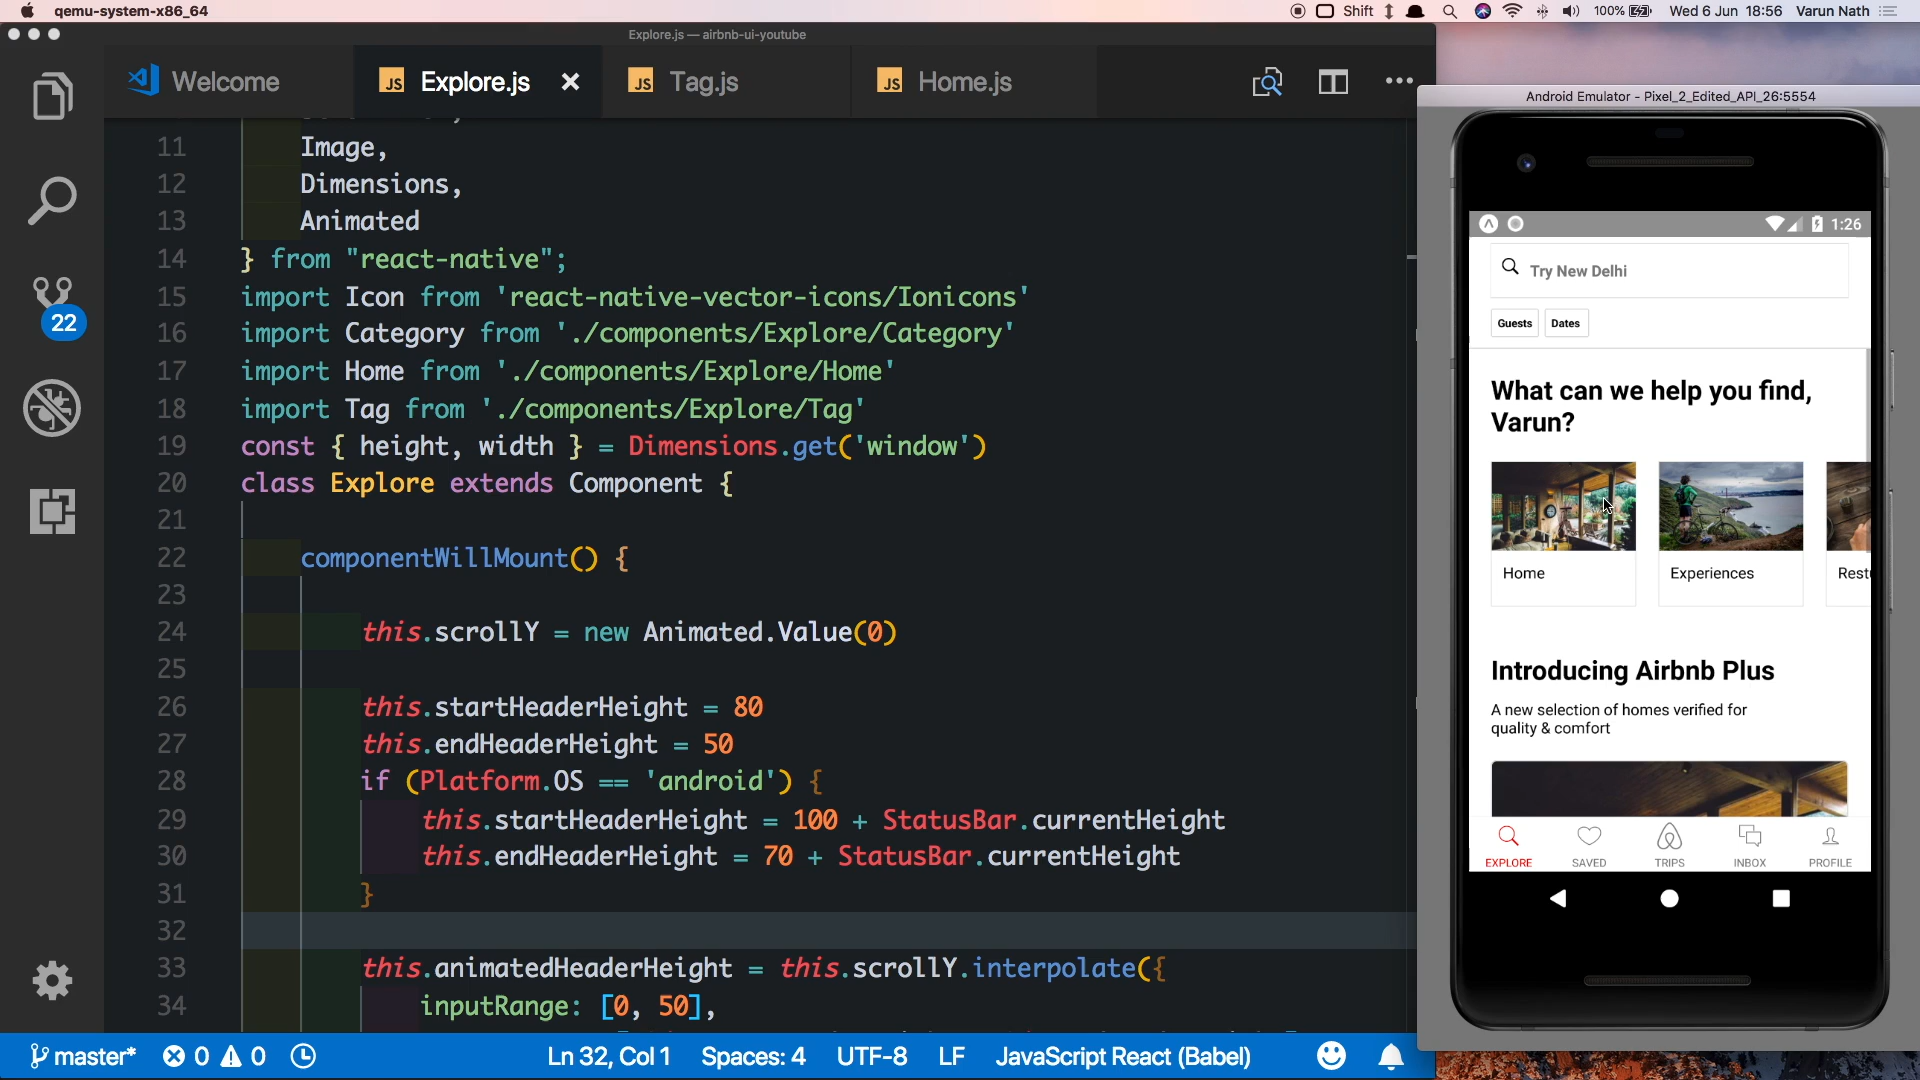 qemu-system-x86_64
Shift
100%
Wed 6 Jun 18:56
Varun Nath
Explore.js — airbnb-ui-youtube
Welcome
JS Explore.js
JS Tag.js
JS Home.js
11 Image,
12 Dimensions,
13 Animated
14 } from "react-native";
15 import Icon from 'react-native-vector-icons/Ionicons'
16 import Category from './components/Explore/Category'
17 import Home from './components/Explore/Home'
18 import Tag from './components/Explore/Tag'
19 const { height, width } = Dimensions.get('window')
20 class Explore extends Component {
21
22 componentWillMount() {
23
24 this.scrollY = new Animated.Value(0)
25
26 this.startHeaderHeight = 80
27 this.endHeaderHeight = 50
28 if (Platform.OS == 'android') {
29 this.startHeaderHeight = 100 + StatusBar.currentHeight
30 this.endHeaderHeight = 70 + StatusBar.currentHeight
31 }
32
33 this.animatedHeaderHeight = this.scrollY.interpolate({
34 inputRange: [0, 50],
22
master*
0
0
Ln 32, Col 1
Spaces: 4
UTF-8
LF
JavaScript React (Babel)
Android Emulator - Pixel_2_Edited_API_26:5554
1:26
Try New Delhi
Guests
Dates
What can we help you find,
Varun?
Home
Experiences
Rest
Introducing Airbnb Plus
A new selection of homes verified for
quality & comfort
EXPLORE
SAVED
TRIPS
INBOX
PROFILE